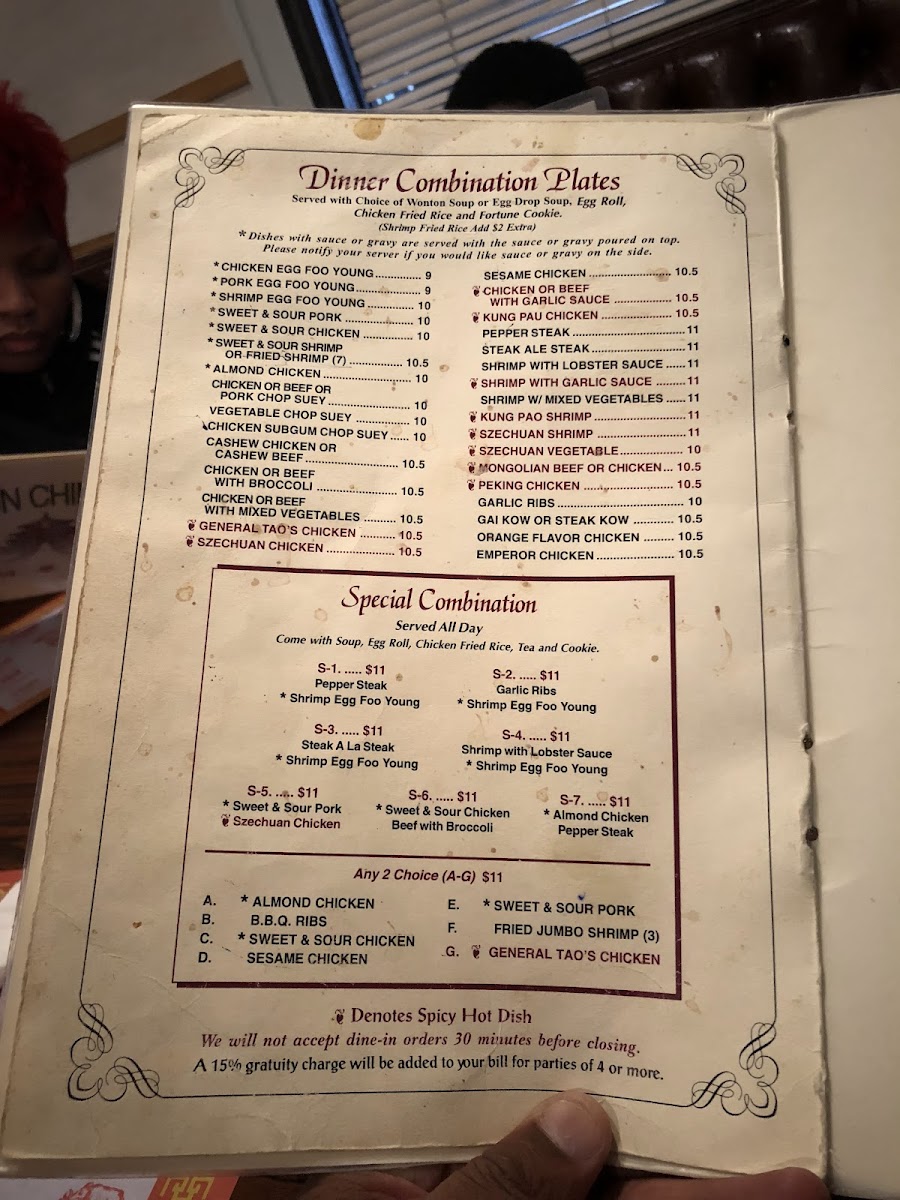 Dinner Combination Plates
Served with Choice of Wonton Soup or Egg Drop Soup, Egg Roll,
Chicken Fried Rice and Fortune Cookie.
(Shrimp Fried Rice Add $2 Extra)
*Dishes with sauce or gravy are served with the sauce or gravy poured on top.
Please notify your server if you would like sauce or gravy on the side.
* CHICKEN EGG FOO YOUNG ............. 9
* PORK EGG FOO YOUNG ................. 9
* SHRIMP EGG FOO YOUNG ............. 10
* SWEET & SOUR PORK ................... 10
* SWEET & SOUR CHICKEN .............. 10
* SWEET & SOUR SHRIMP
OR FRIED SHRIMP (7) ................... 10.5
* ALMOND CHICKEN ....................... 10
CHICKEN OR BEEF OR
PORK CHOP SUEY ......................... 10
VEGETABLE CHOP SUEY ................. 10
CHICKEN SUBGUM CHOP SUEY...... 10
CASHEW CHICKEN OR
CASHEW BEEF ............................. 10.5
CHICKEN OR BEEF
WITH BROCCOLI ......................... 10.5
CHICKEN OR BEEF
WITH MIXED VEGETABLES .......... 10.5
GENERAL TAO'S CHICKEN ............ 10.5
SZECHUAN CHICKEN .................... 10.5
SESAME CHICKEN ........................ 10.5
CHICKEN OR BEEF
WITH GARLIC SAUCE .................. 10.5
KUNG PAU CHICKEN .................... 10.5
PEPPER STEAK ............................. 11
STEAK ALE STEAK ........................ 11
SHRIMP WITH LOBSTER SAUCE ...... 11
SHRIMP WITH GARLIC SAUCE ......... 11
SHRIMP W/ MIXED VEGETABLES ...... 11
KUNG PAO SHRIMP ....................... 11
SZECHUAN SHRIMP ...................... 11
SZECHUAN VEGETABLE ................. 10
MONGOLIAN BEEF OR CHICKEN... 10.5
PEKING CHICKEN ........................ 10.5
GARLIC RIBS ................................ 10
GAI KOW OR STEAK KOW ............ 10.5
ORANGE FLAVOR CHICKEN ......... 10.5
EMPEROR CHICKEN ..................... 10.5
Special Combination
Served All Day
Come with Soup, Egg Roll, Chicken Fried Rice, Tea and Cookie.
S-1. ..... $11
Pepper Steak
* Shrimp Egg Foo Young
S-2. ..... $11
Garlic Ribs
* Shrimp Egg Foo Young
S-3. ..... $11
Steak A La Steak
* Shrimp Egg Foo Young
S-4. ..... $11
Shrimp with Lobster Sauce
* Shrimp Egg Foo Young
S-5. ..... $11
* Sweet & Sour Pork
Szechuan Chicken
S-6. ..... $11
* Sweet & Sour Chicken
Beef with Broccoli
S-7. ..... $11
* Almond Chicken
Pepper Steak
Any 2 Choice (A-G) $11
A. * ALMOND CHICKEN
B. B.B.Q. RIBS
C. * SWEET & SOUR CHICKEN
D. SESAME CHICKEN
E. * SWEET & SOUR PORK
F. FRIED JUMBO SHRIMP (3)
G. GENERAL TAO'S CHICKEN
Denotes Spicy Hot Dish
We will not accept dine-in orders 30 minutes before closing.
A 15% gratuity charge will be added to your bill for parties of 4 or more.